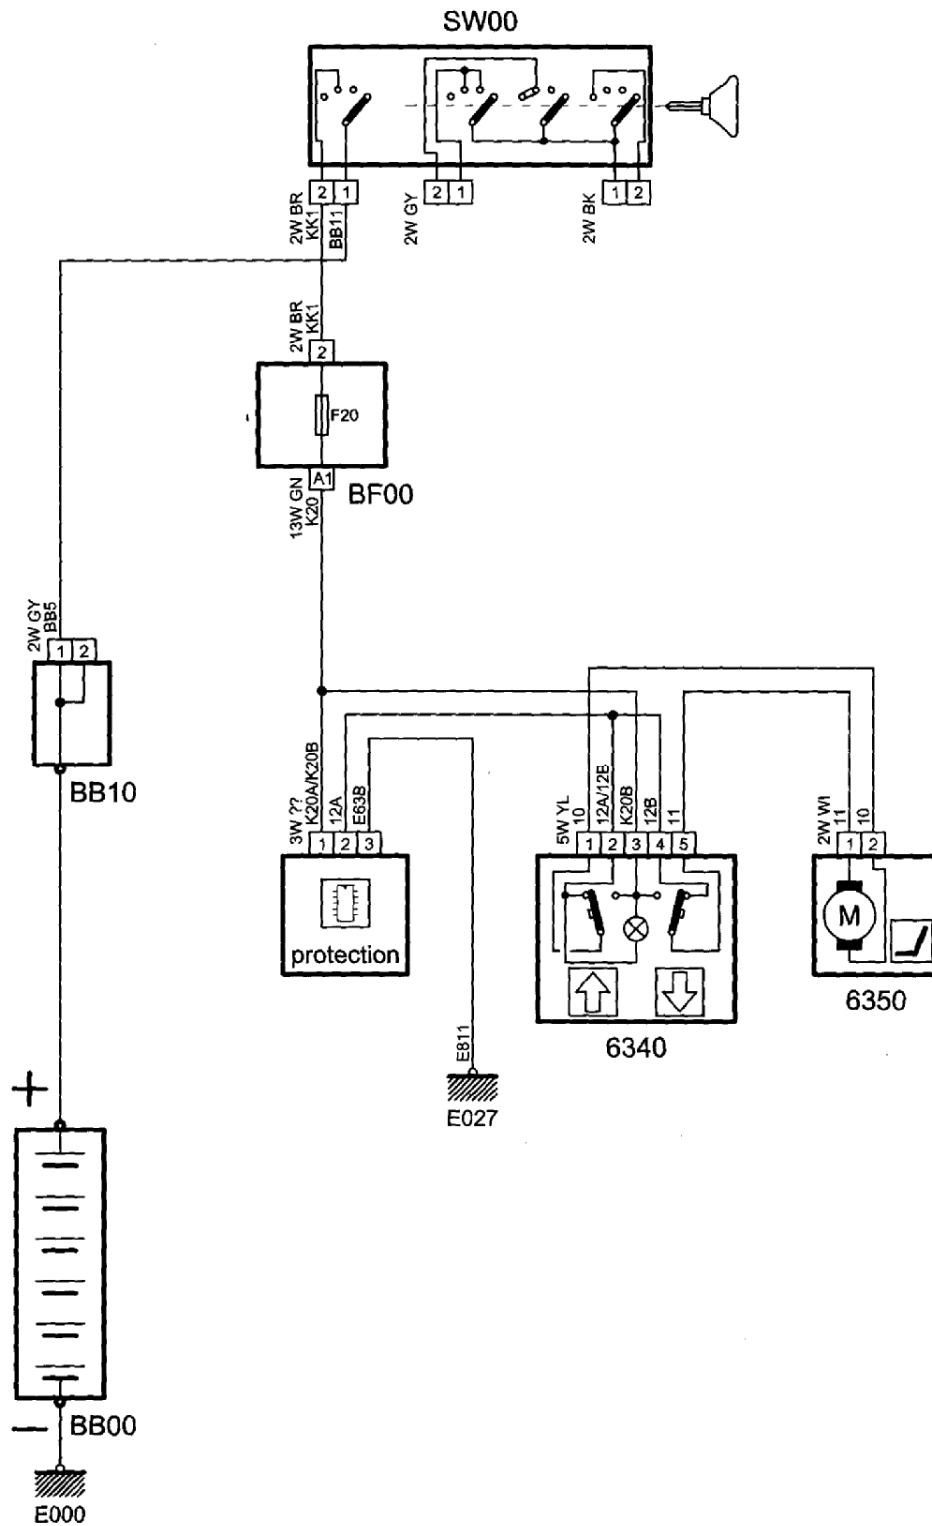 SW00
2 1
2 1
1 2
2W BR
KK1
BB11
2W GY
2W BK
2W BR
KK1
2
F20
A1
BF00
13W GN
K20
2W GY
BB5
1 2
BB10
3W ??
K20A/K20B
12A
E63B
1 2 3
protection
5W YL
10
12A/12B
K20B
12B
11
1 2 3 4 5
6340
2W WI
11
10
1 2
M
6350
E811
E027
+
−
BB00
E000